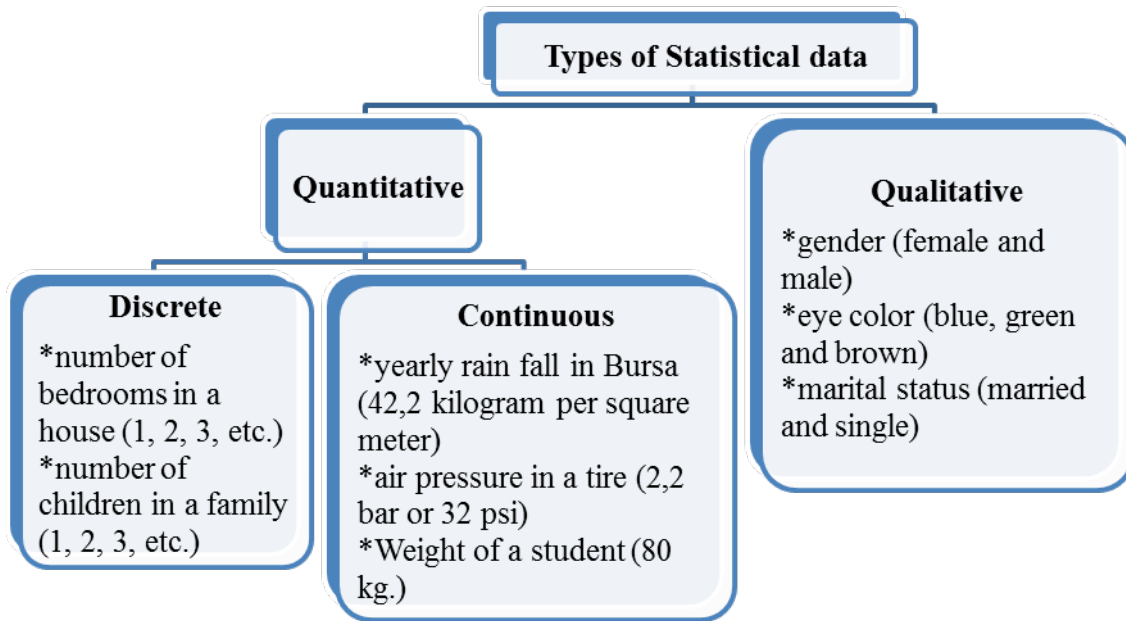 Types of Statistical data
Quantitative
Qualitative
*gender (female and
male)
*eye color (blue, green
and brown)
*marital status (married
and single)
Discrete
*number of
bedrooms in a
house (1, 2, 3, etc.)
*number of
children in a family
(1, 2, 3, etc.)
Continuous
*yearly rain fall in Bursa
(42,2 kilogram per square
meter)
*air pressure in a tire (2,2
bar or 32 psi)
*Weight of a student (80
kg.)